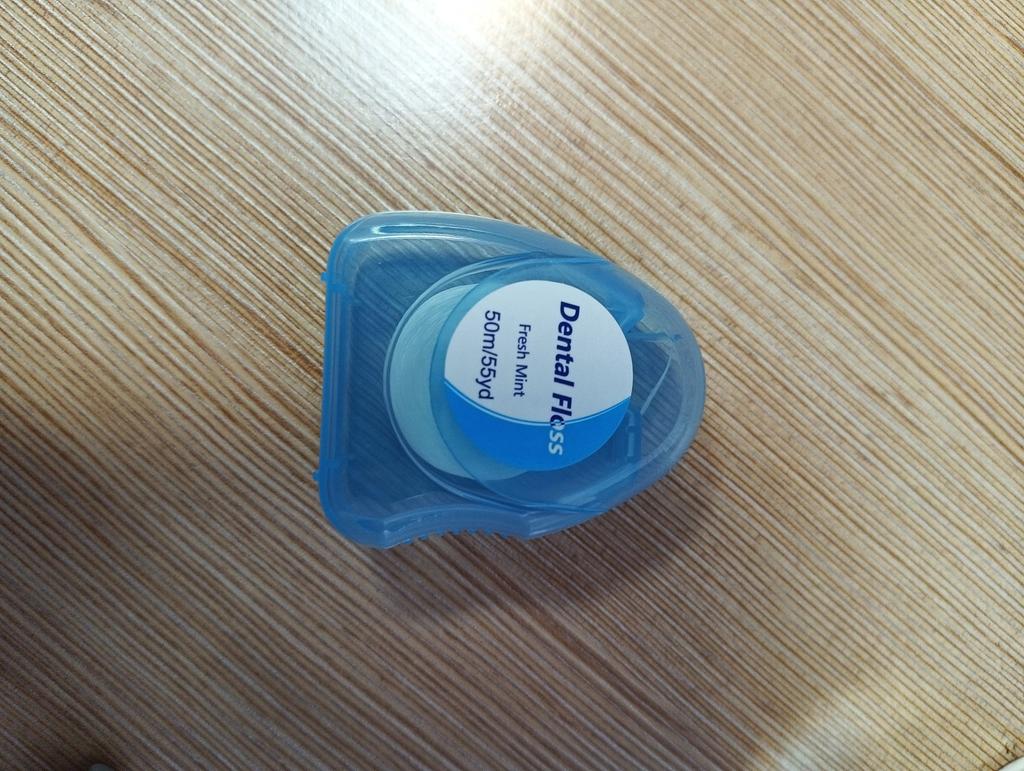 Dental Floss
Fresh Mint
50m/55yd